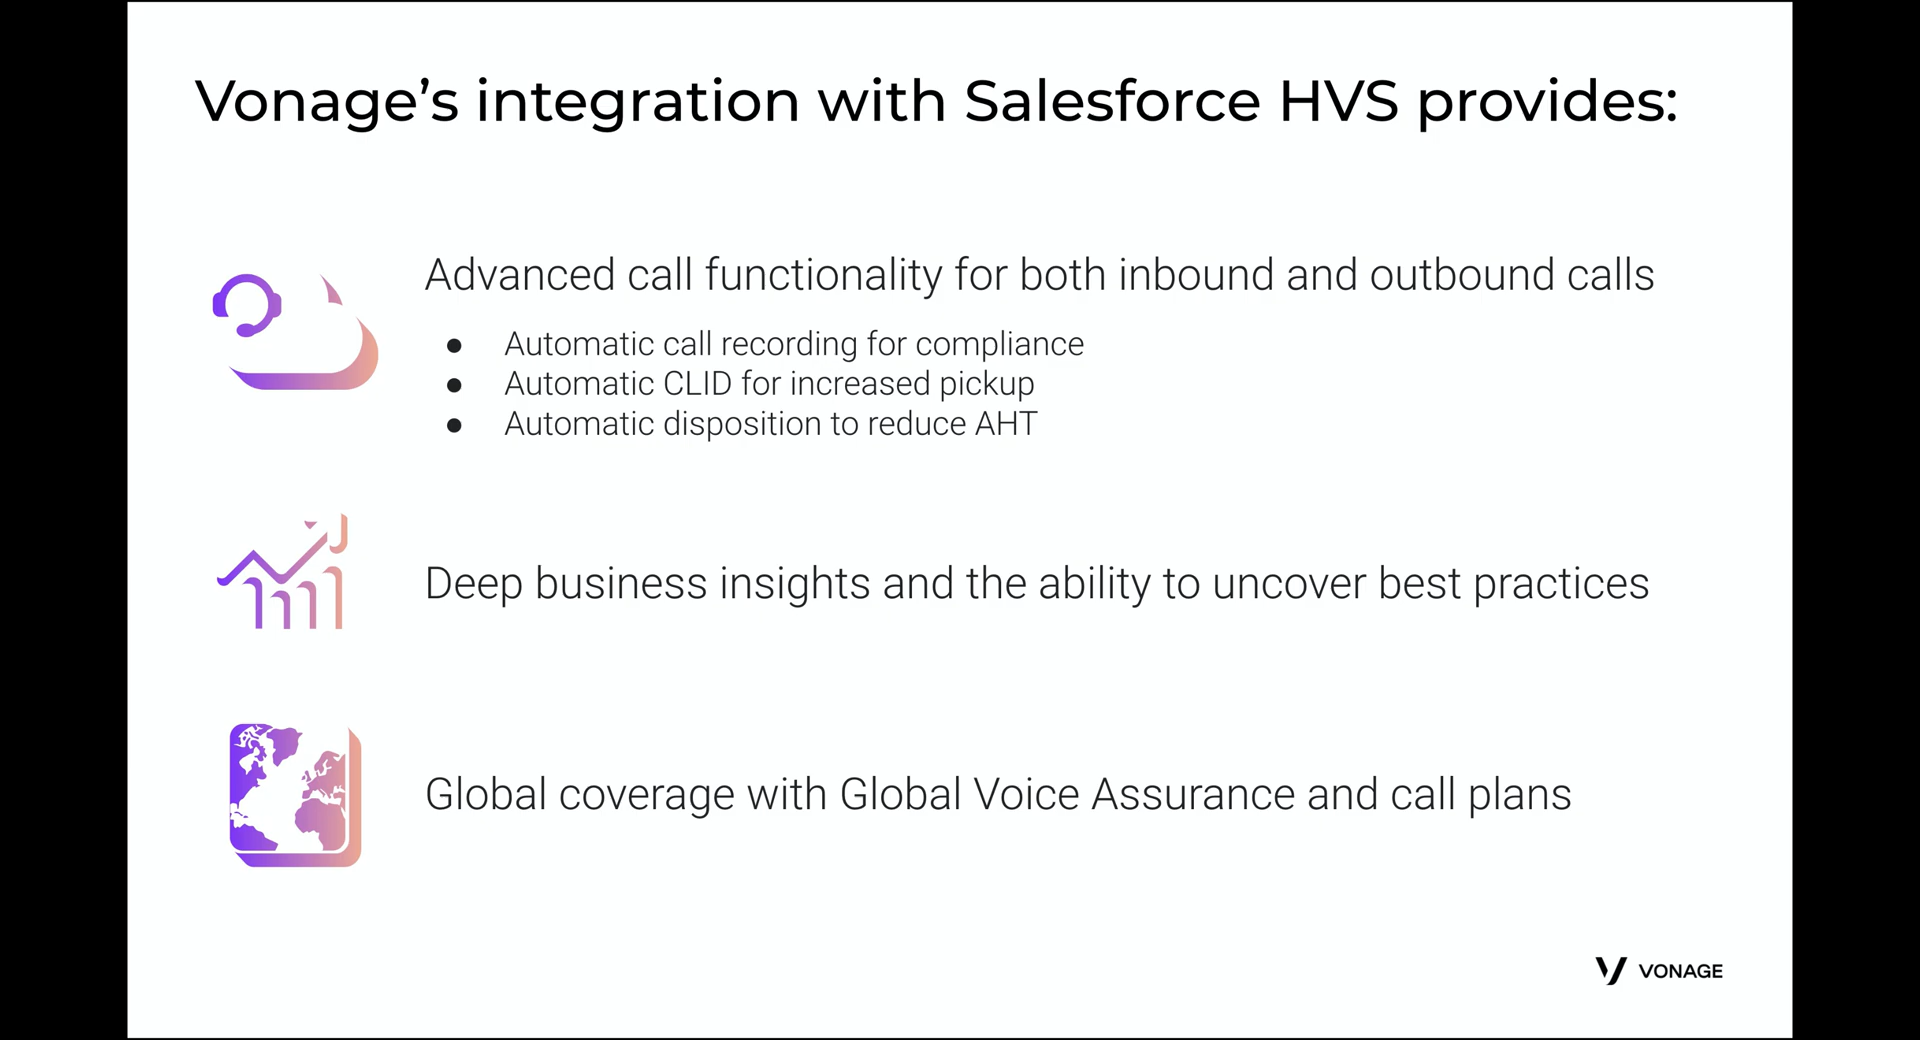 Vonage’s integration with Salesforce HVS provides:
Advanced call functionality for both inbound and outbound calls
● Automatic call recording for compliance
● Automatic CLID for increased pickup
● Automatic disposition to reduce AHT
Deep business insights and the ability to uncover best practices
Global coverage with Global Voice Assurance and call plans
VONAGE